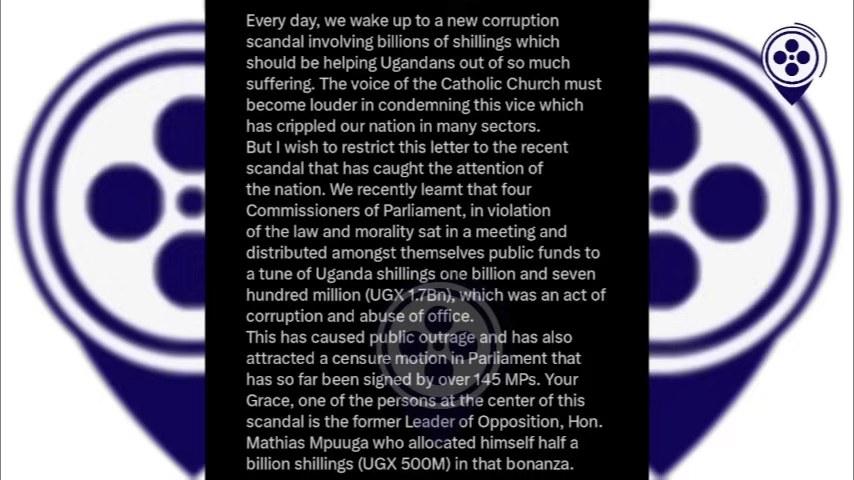 Every day, we wake up to a new corruption
scandal involving billions of shillings which
should be helping Ugandans out of so much
suffering. The voice of the Catholic Church must
become louder in condemning this vice which
has crippled our nation in many sectors.
But I wish to restrict this letter to the recent
scandal that has caught the attention of
the nation. We recently learnt that four
Commissioners of Parliament, in violation
of the law and morality sat in a meeting and
distributed amongst themselves public funds to
a tune of Uganda shillings one billion and seven
hundred million (UGX 1.7Bn), which was an act of
corruption and abuse of office.
This has caused public outrage and has also
attracted a censure motion in Parliament that
has so far been signed by over 145 MPs. Your
Grace, one of the persons at the center of this
scandal is the former Leader of Opposition, Hon.
Mathias Mpuuga who allocated himself half a
billion shillings (UGX 500M) in that bonanza.